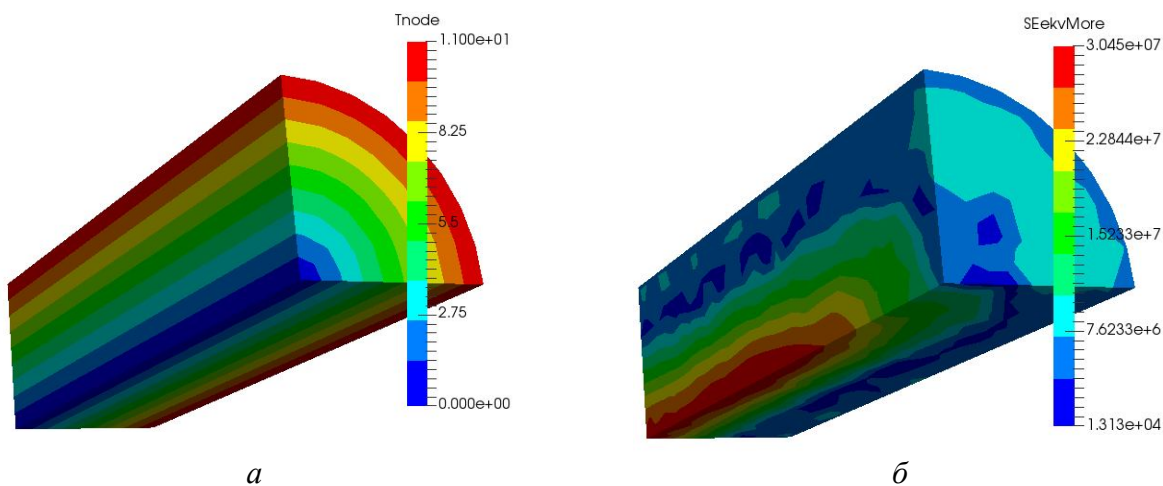 Tnode
1.100e+01
8.25
5.5
2.75
0.000e+00
а
SEekvMore
3.045e+07
2.2844e+7
1.5233e+7
7.6233e+6
1.313e+04
б